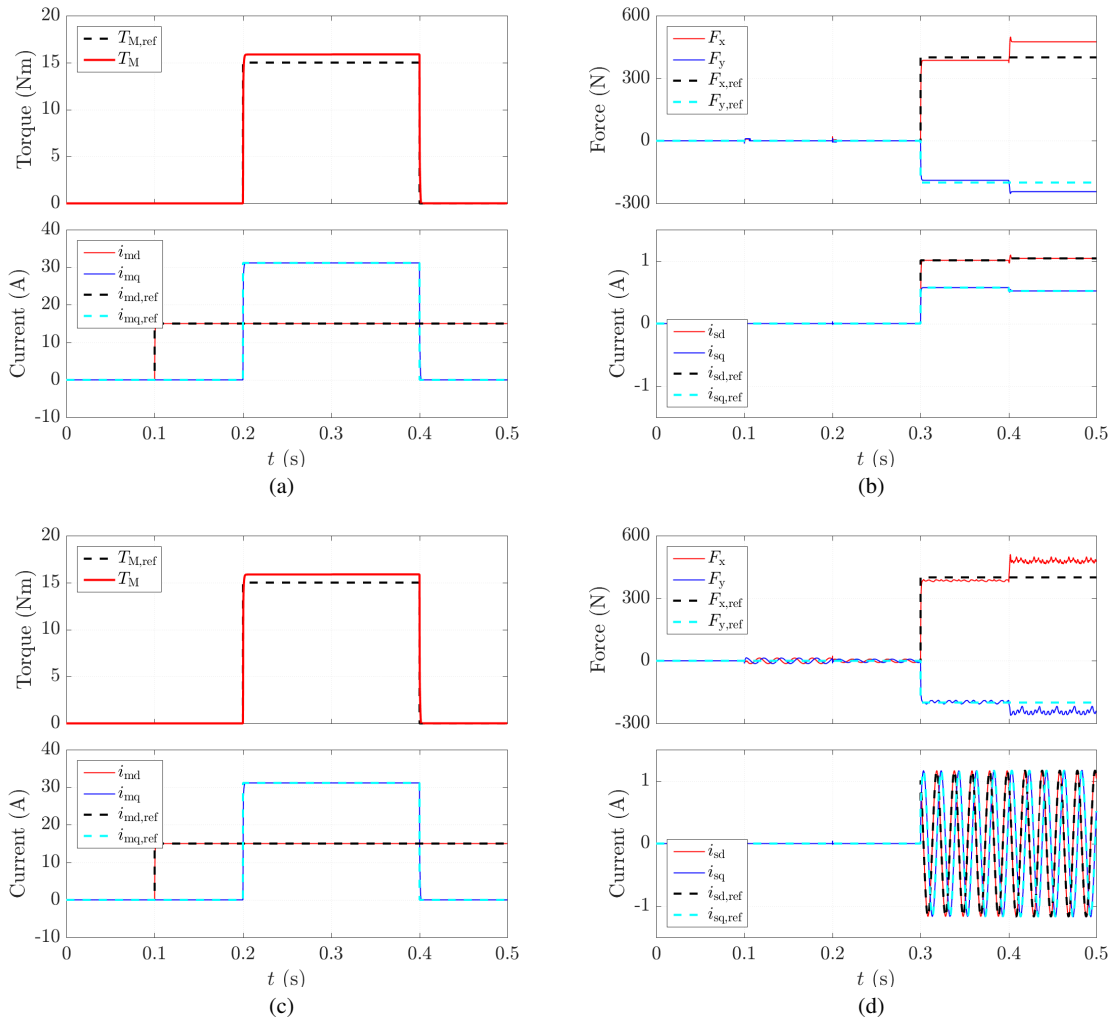 20
15
10
5
0
Torque (Nm)
T_M,ref
T_M
40
30
20
10
0
-10
Current (A)
i_md
i_mq
i_md,ref
i_mq,ref
0 0.1 0.2 0.3 0.4 0.5
t (s)
(a)
600
300
0
-300
Force (N)
F_x
F_y
F_x,ref
F_y,ref
1
0
-1
Current (A)
i_sd
i_sq
i_sd,ref
i_sq,ref
0 0.1 0.2 0.3 0.4 0.5
t (s)
(b)
20
15
10
5
0
Torque (Nm)
T_M,ref
T_M
40
30
20
10
0
-10
Current (A)
i_md
i_mq
i_md,ref
i_mq,ref
0 0.1 0.2 0.3 0.4 0.5
t (s)
(c)
600
300
0
-300
Force (N)
F_x
F_y
F_x,ref
F_y,ref
1
0
-1
Current (A)
i_sd
i_sq
i_sd,ref
i_sq,ref
0 0.1 0.2 0.3 0.4 0.5
t (s)
(d)